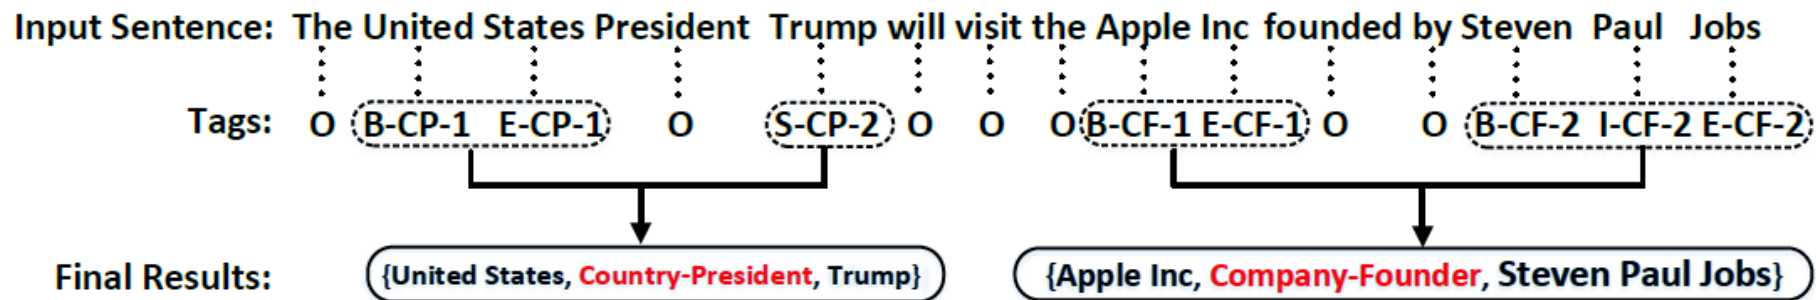 Input Sentence: The United States President Trump will visit the Apple Inc founded by Steven Paul Jobs
Tags: O B-CP-1 E-CP-1 O S-CP-2 O O O B-CF-1 E-CF-1 O O B-CF-2 I-CF-2 E-CF-2
Final Results: {United States, Country-President, Trump} {Apple Inc, Company-Founder, Steven Paul Jobs}